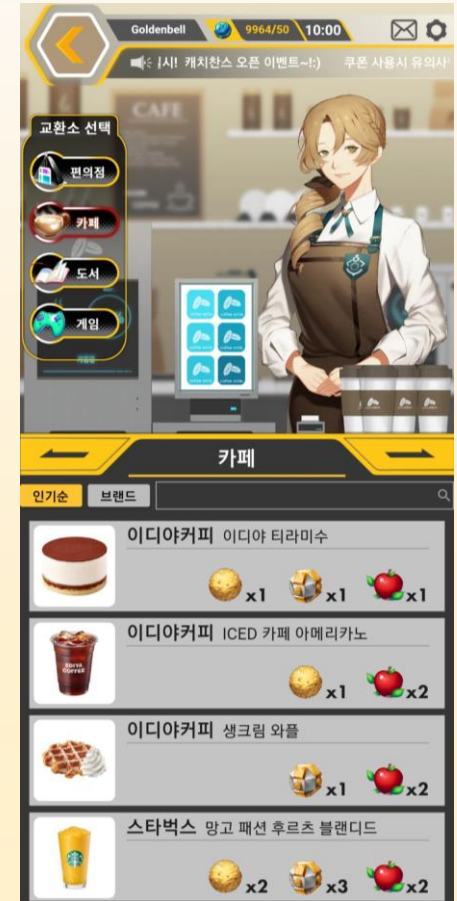 Goldenbell
9964/50
10:00
시! 캐치찬스 오픈 이벤트~!:) 쿠폰 사용시 유의사
CAFE
교환소 선택
편의점
카페
도서
게임
카페
인기순
브랜드
이디야커피 이디야 티라미수
x1 x1 x1
이디야커피 ICED 카페 아메리카노
EDIYA
COFFEE
x1 x2
이디야커피 생크림 와플
x1 x2
스타벅스 망고 패션 후르츠 블랜디드
x2 x3 x2